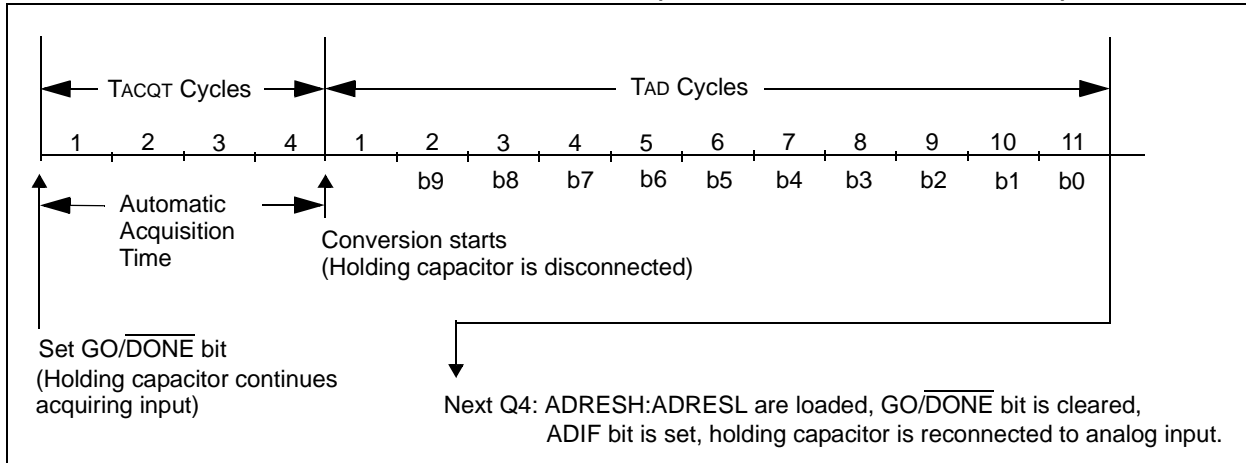 TACQT Cycles TAD Cycles
1 2 3 4 1 2 3 4 5 6 7 8 9 10 11
b9 b8 b7 b6 b5 b4 b3 b2 b1 b0
Automatic
Acquisition
Time
Conversion starts
(Holding capacitor is disconnected)
Set GO/DONE bit
(Holding capacitor continues
acquiring input)
Next Q4: ADRESH:ADRESL are loaded, GO/DONE bit is cleared,
ADIF bit is set, holding capacitor is reconnected to analog input.